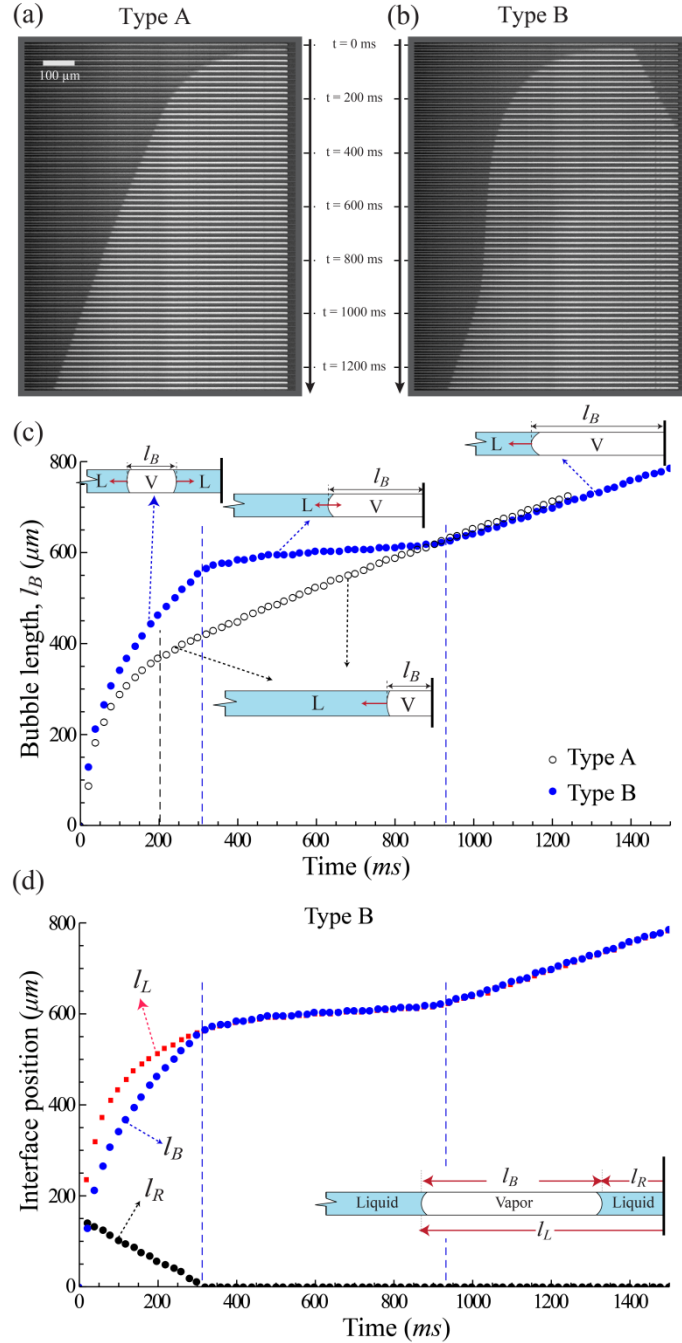 (a)
Type A
(b)
Type B
100 µm
t = 0 ms
t = 200 ms
t = 400 ms
t = 600 ms
t = 800 ms
t = 1000 ms
t = 1200 ms
(c)
l_B
L V L
l_B
L V
l_B
L V
l_B
L V
Bubble length, l_B (µm)
800
600
400
200
0
Type A
Type B
0 200 400 600 800 1000 1200 1400
Time (ms)
(d)
Type B
Interface position (µm)
800
600
400
200
0
l_L
l_B
l_R
l_B l_R
Liquid Vapor Liquid
l_L
0 200 400 600 800 1000 1200 1400
Time (ms)